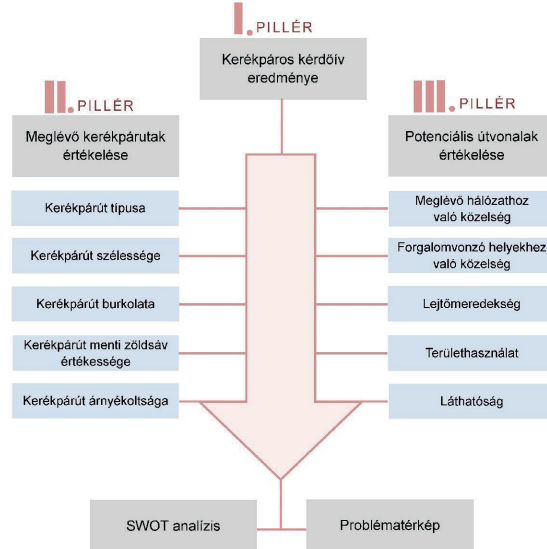 I. PILLÉR
Kerékpáros kérdőív
eredménye
II. PILLÉR
Meglévő kerékpárutak
értékelése
Kerékpárút típusa
Kerékpárút szélessége
Kerékpárút burkolata
Kerékpárút menti zöldsáv
értékessége
Kerékpárút árnyékoltsága
III. PILLÉR
Potenciális útvonalak
értékelése
Meglévő hálózathoz
való közelség
Forgalomvonzó helyekhez
való közelség
Lejtőmeredekség
Területhasználat
Láthatóság
SWOT analízis
Problématérkép